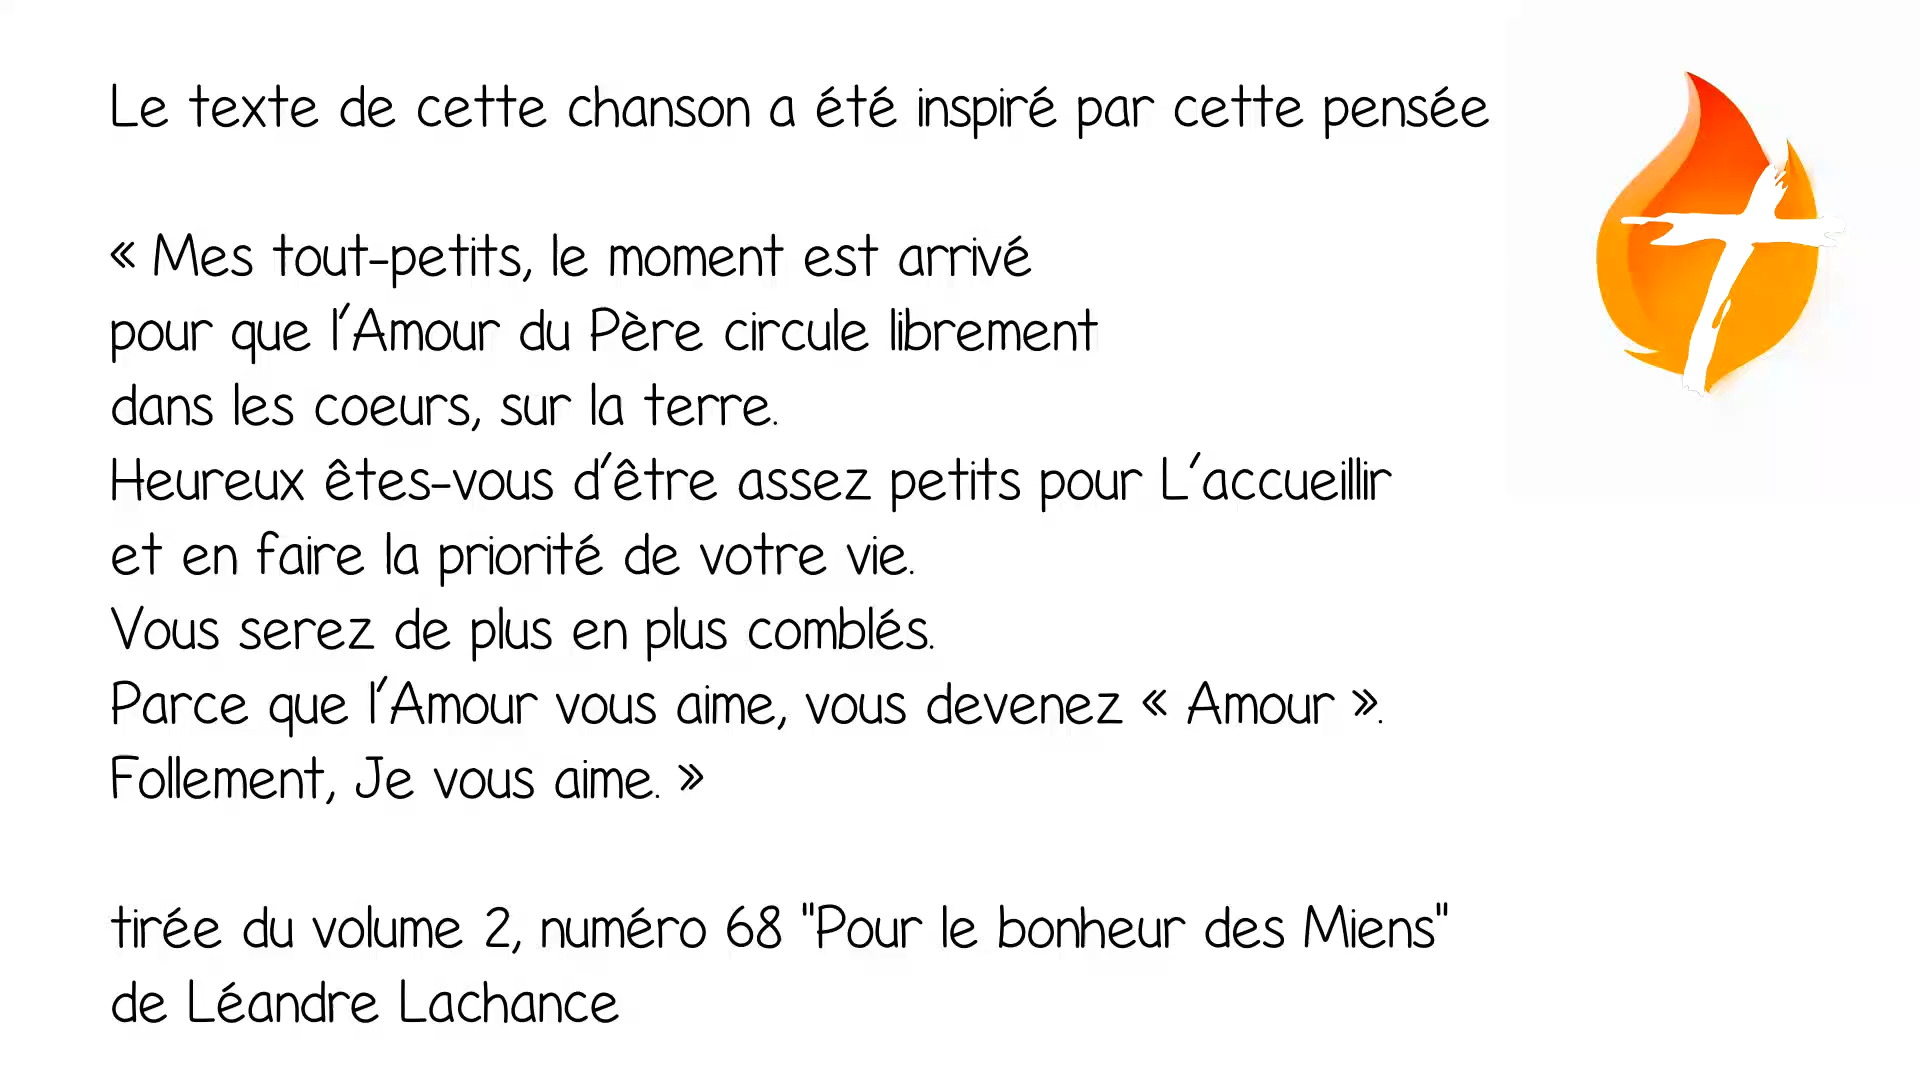 Le texte de cette chanson a été inspiré par cette pensée
« Mes tout-petits, le moment est arrivé
pour que l'Amour du Père circule librement
dans les coeurs, sur la terre.
Heureux êtes-vous d'être assez petits pour L'accueillir
et en faire la priorité de votre vie.
Vous serez de plus en plus comblés.
Parce que l'Amour vous aime, vous devenez « Amour ».
Follement, Je vous aime. »
tirée du volume 2, numéro 68 "Pour le bonheur des Miens"
de Léandre Lachance